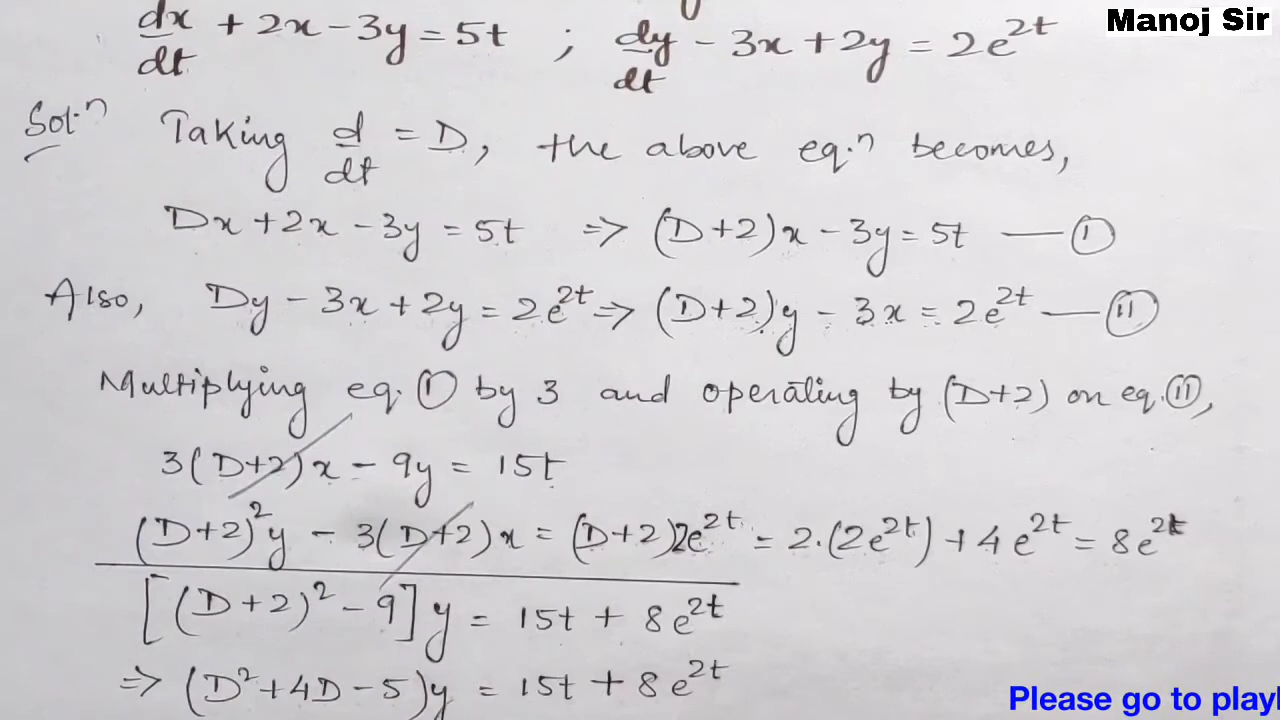 Manoj Sir
dx/dt + 2x - 3y = 5t ; dy/dt - 3x + 2y = 2e^{2t}
Sol.ⁿ Taking d/dt = D, the above eq.ⁿ becomes,
Dx + 2x - 3y = 5t ⇒ (D+2)x - 3y = 5t — Ⓘ
Also, Dy - 3x + 2y = 2e^{2t} ⇒ (D+2)y - 3x = 2e^{2t} — (II)
Multiplying eq. Ⓘ by 3 and operating by (D+2) on eq. (II),
3(D+2)x - 9y = 15t
(D+2)²y - 3(D+2)x = (D+2)2e^{2t} = 2.(2e^{2t}) + 4e^{2t} = 8e^{2t}
[(D+2)² - 9]y = 15t + 8e^{2t}
⇒ (D² + 4D - 5)y = 15t + 8e^{2t}
Please go to playl